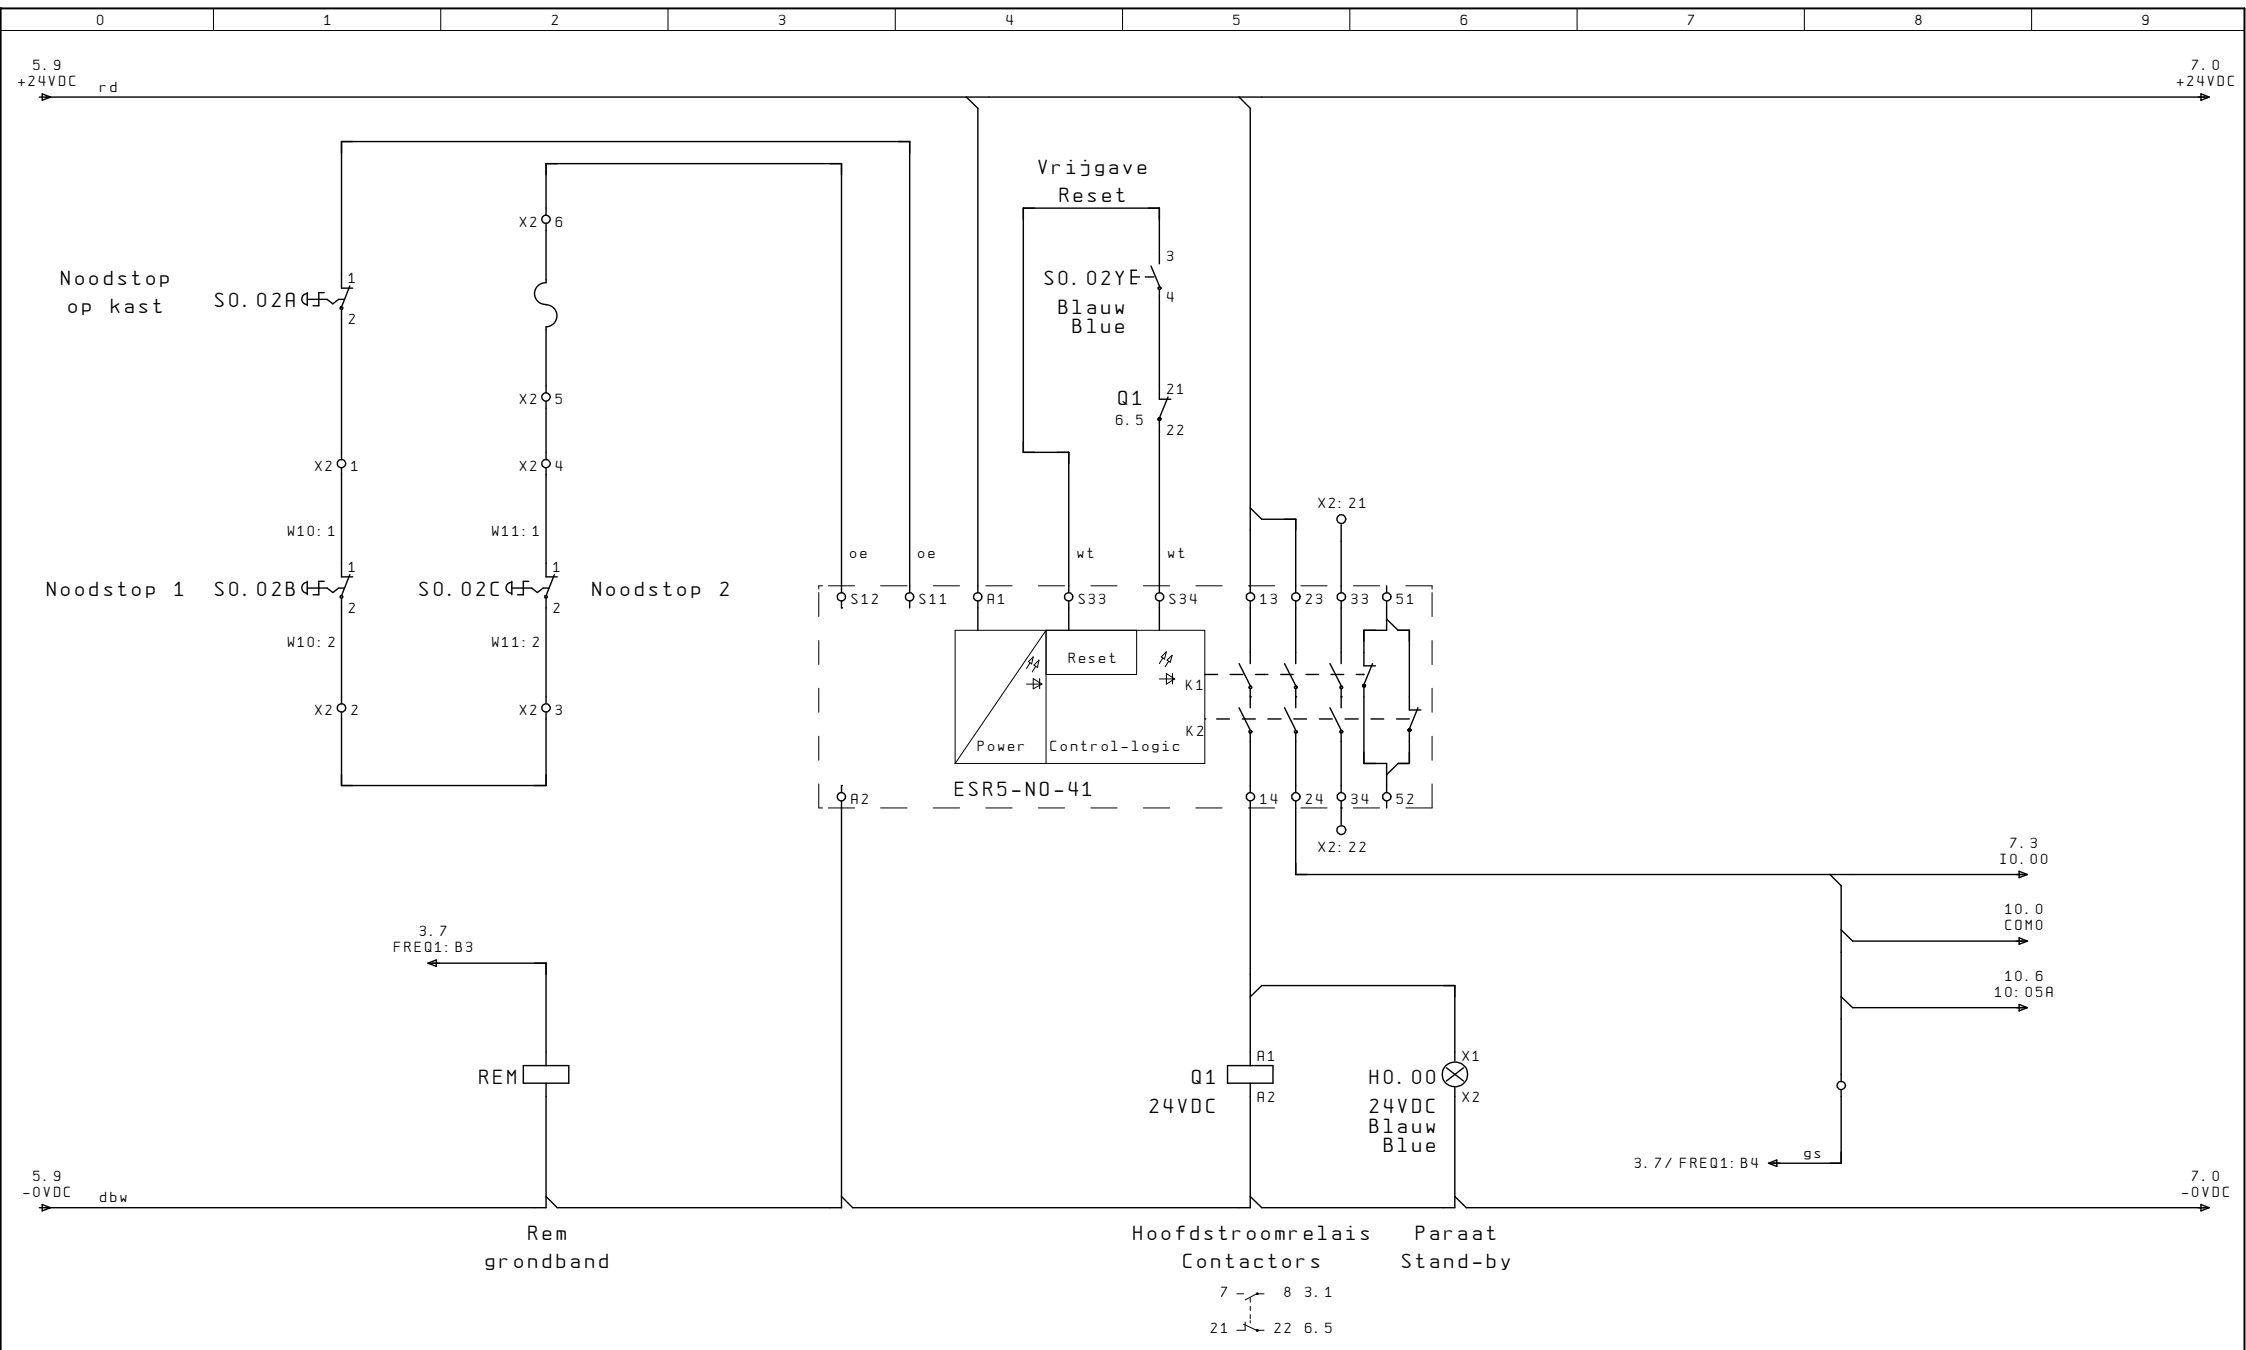 0 1 2 3 4 5 6 7 8 9
5.9
+24VDC
rd
7.0
+24VDC
Vrijgave
Reset
X2 6
3
S0.02YE
4
Blauw
Blue
Noodstop
op kast
S0.02A
1
2
X2 5
Q1
6.5
21
22
X2 1
X2 4
X2:21
W10:1
W11:1
oe
oe
wt
wt
Noodstop 1
S0.02B
1
2
S0.02C
1
2
Noodstop 2
S12 S11 A1 S33 S34 13 23 33 51
W10:2
W11:2
Reset
K1
X2 2
X2 3
K2
Power
Control-logic
ESR5-NO-41
A2 14 24 34 52
X2:22
7.3
I0.00
3.7
FREQ1:B3
10.0
COM0
10.6
10:05A
REM
Q1
24VDC
A1
A2
H0.00
24VDC
Blauw
Blue
X1
X2
3.7/FREQ1:B4
gs
5.9
-0VDC
dbw
7.0
-0VDC
Rem
grondband
Hoofdstroomrelais
Contactors
Paraat
Stand-by
7 8 3.1
21 22 6.5